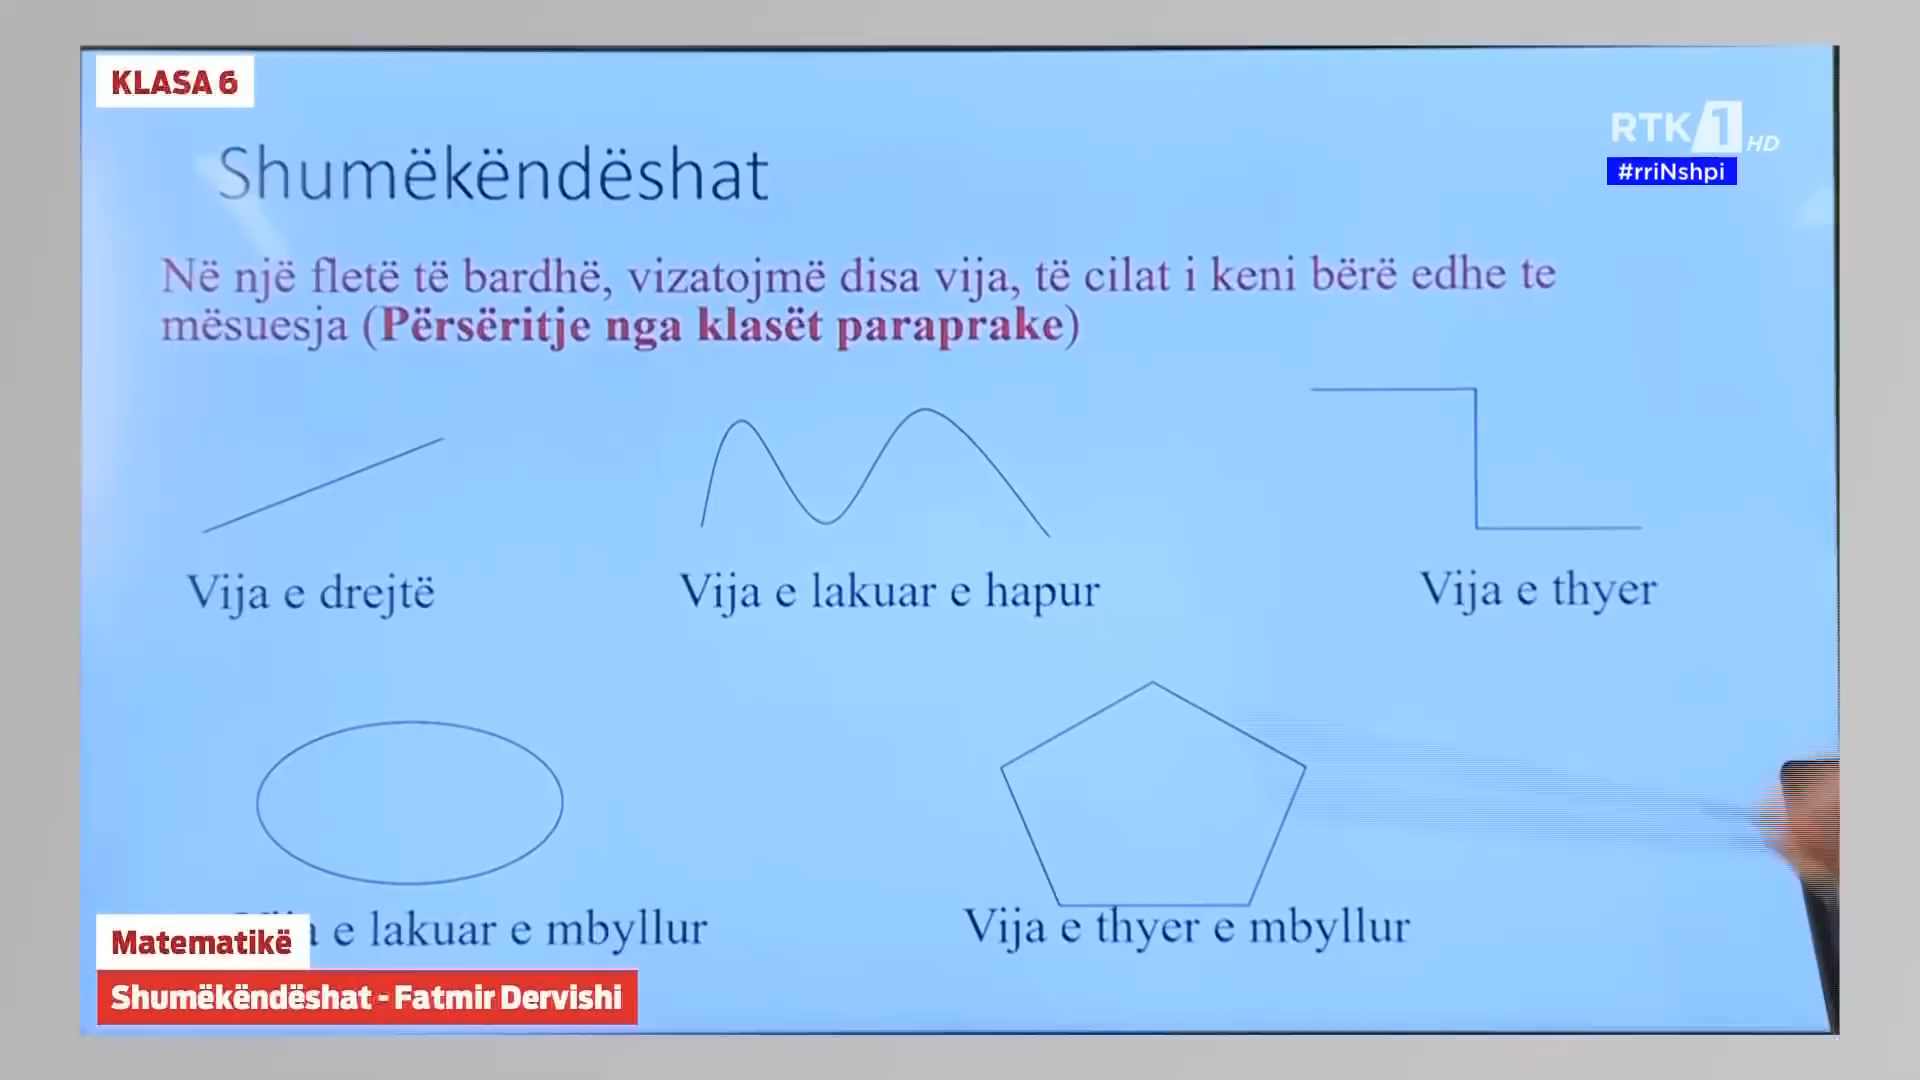 KLASA 6
RTK 1 HD
#rriNshpi
Shumëkëndëshat
Në një fletë të bardhë, vizatojmë disa vija, të cilat i keni bërë edhe te
mësuesja (Përsëritje nga klasët paraprake)
Vija e drejtë
Vija e lakuar e hapur
Vija e thyer
e lakuar e mbyllur
Vija e thyer e mbyllur
Matematikë
Shumëkëndëshat - Fatmir Dervishi